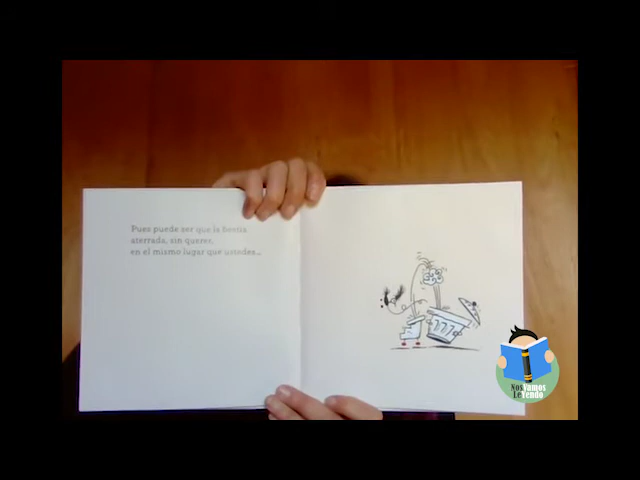 Pues puede ser que la bestia
aterrada, sin querer,
en el mismo lugar que ustedes...
Nos Vamos
Leyendo